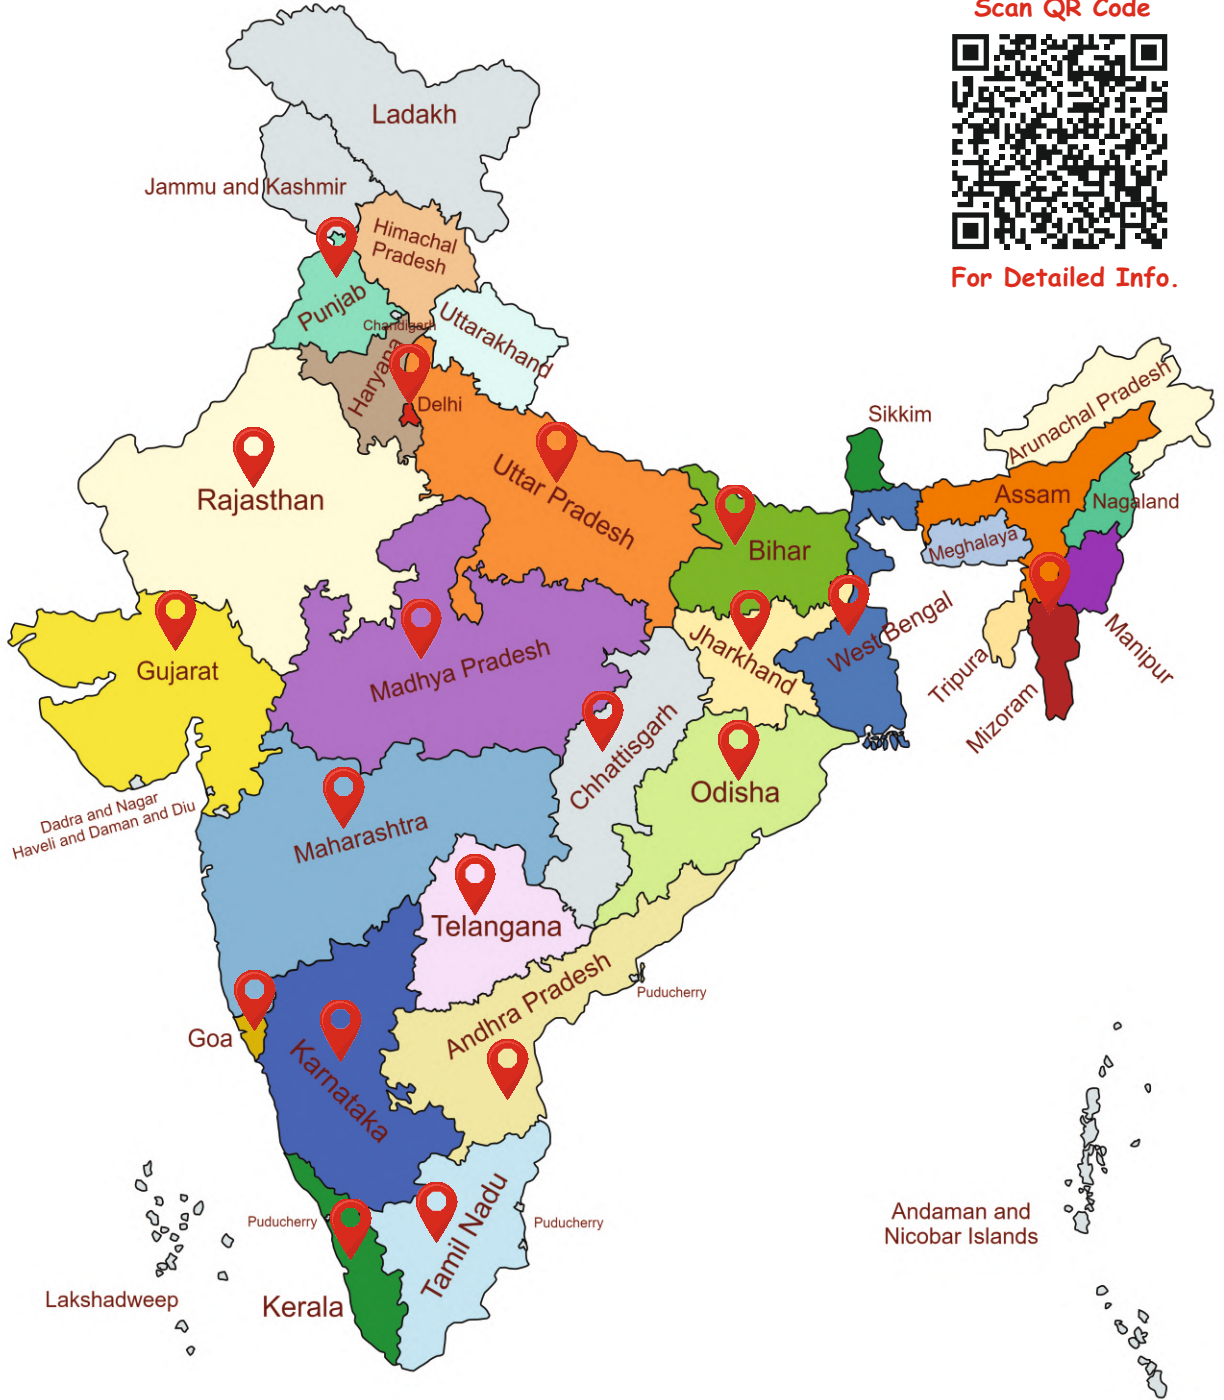 Scan QR Code
For Detailed Info.
Ladakh
Jammu and Kashmir
Himachal
Pradesh
Punjab
Chandigarh
Uttarakhand
Haryana
Delhi
Rajasthan
Uttar Pradesh
Sikkim
Arunachal Pradesh
Assam
Nagaland
Meghalaya
Bihar
Manipur
Tripura
Mizoram
West Bengal
Jharkhand
Gujarat
Madhya Pradesh
Chhattisgarh
Odisha
Dadra and Nagar
Haveli and Daman and Diu
Maharashtra
Telangana
Andhra Pradesh
Puducherry
Goa
Karnataka
Puducherry
Puducherry
Tamil Nadu
Andaman and
Nicobar Islands
Lakshadweep
Kerala